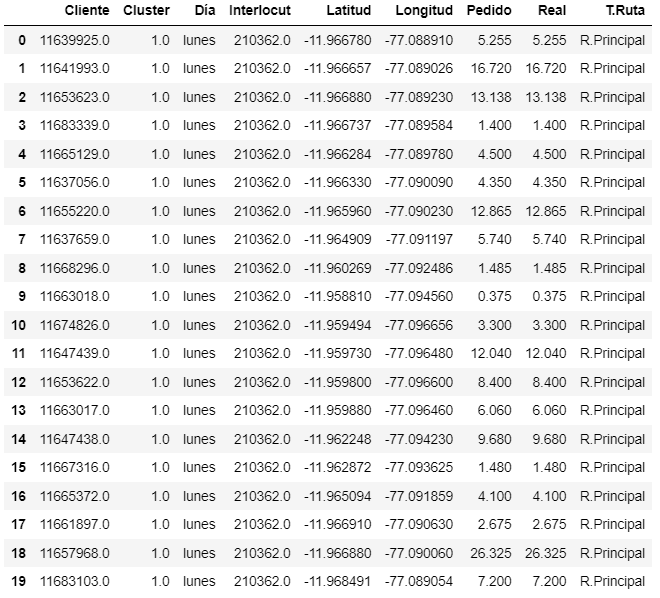 Cliente Cluster Día Interlocut Latitud Longitud Pedido Real T.Ruta
0 11639925.0 1.0 lunes 210362.0 -11.966780 -77.088910 5.255 5.255 R.Principal
1 11641993.0 1.0 lunes 210362.0 -11.966657 -77.089026 16.720 16.720 R.Principal
2 11653623.0 1.0 lunes 210362.0 -11.966880 -77.089230 13.138 13.138 R.Principal
3 11683339.0 1.0 lunes 210362.0 -11.966737 -77.089584 1.400 1.400 R.Principal
4 11665129.0 1.0 lunes 210362.0 -11.966284 -77.089780 4.500 4.500 R.Principal
5 11637056.0 1.0 lunes 210362.0 -11.966330 -77.090090 4.350 4.350 R.Principal
6 11655220.0 1.0 lunes 210362.0 -11.965960 -77.090230 12.865 12.865 R.Principal
7 11637659.0 1.0 lunes 210362.0 -11.964909 -77.091197 5.740 5.740 R.Principal
8 11668296.0 1.0 lunes 210362.0 -11.960269 -77.092486 1.485 1.485 R.Principal
9 11663018.0 1.0 lunes 210362.0 -11.958810 -77.094560 0.375 0.375 R.Principal
10 11674826.0 1.0 lunes 210362.0 -11.959494 -77.096656 3.300 3.300 R.Principal
11 11647439.0 1.0 lunes 210362.0 -11.959730 -77.096480 12.040 12.040 R.Principal
12 11653622.0 1.0 lunes 210362.0 -11.959800 -77.096600 8.400 8.400 R.Principal
13 11663017.0 1.0 lunes 210362.0 -11.959880 -77.096460 6.060 6.060 R.Principal
14 11647438.0 1.0 lunes 210362.0 -11.962248 -77.094230 9.680 9.680 R.Principal
15 11667316.0 1.0 lunes 210362.0 -11.962872 -77.093625 1.480 1.480 R.Principal
16 11665372.0 1.0 lunes 210362.0 -11.965094 -77.091859 4.100 4.100 R.Principal
17 11661897.0 1.0 lunes 210362.0 -11.966910 -77.090630 2.675 2.675 R.Principal
18 11657968.0 1.0 lunes 210362.0 -11.966880 -77.090060 26.325 26.325 R.Principal
19 11683103.0 1.0 lunes 210362.0 -11.968491 -77.089054 7.200 7.200 R.Principal